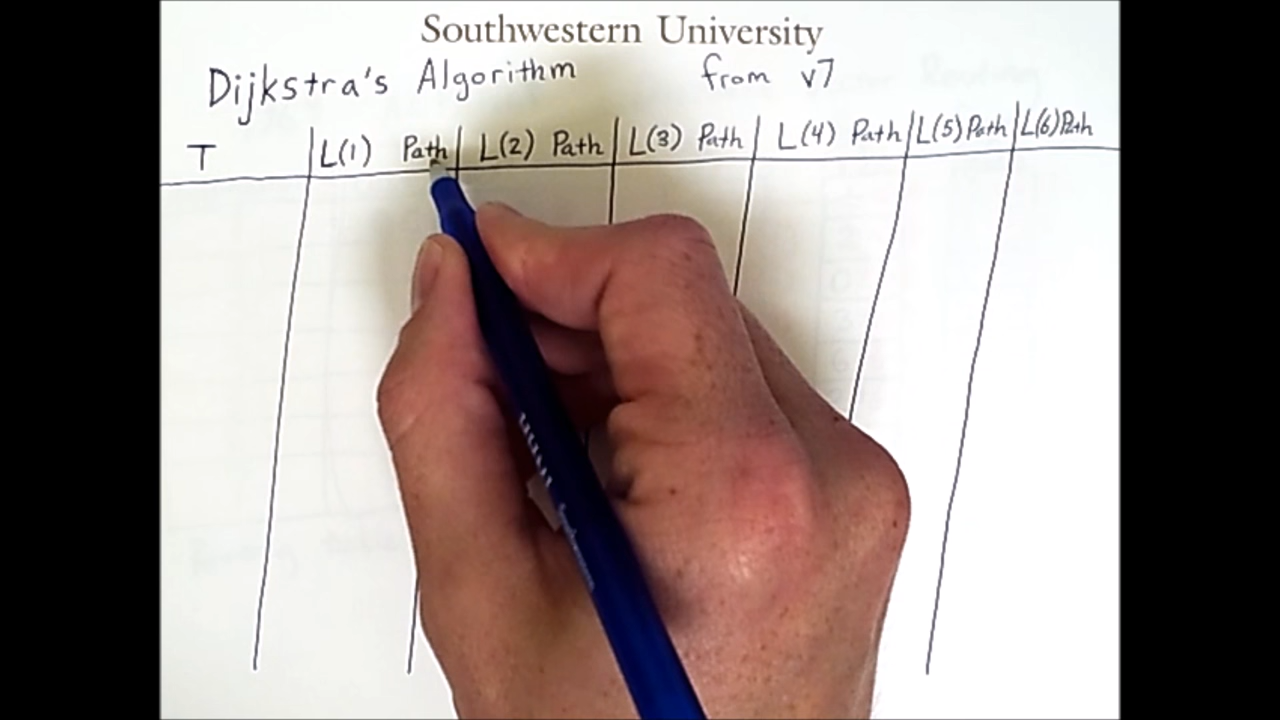 Southwestern University
Dijkstra's Algorithm from v7
T L(1) Path L(2) Path L(3) Path L(4) Path L(5) Path L(6) Path